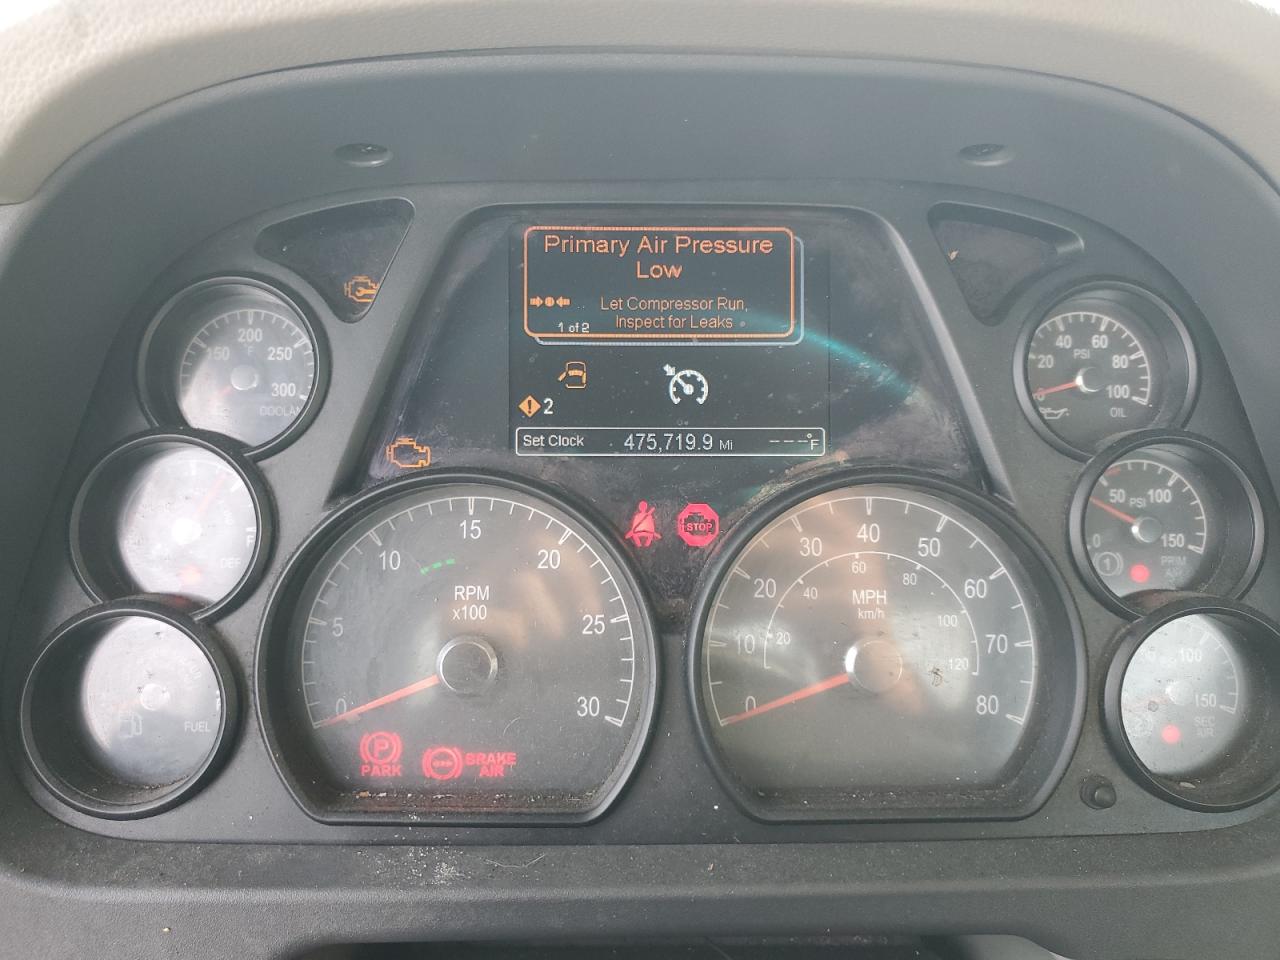 Primary Air Pressure
Low
Let Compressor Run,
Inspect for Leaks
1 of 2
2
Set Clock 475,719.9 Mi ---°F
150 200 250 300
°F
COOLAN
F
DEF
FUEL
0 5 10 15 20 25 30
RPM
x100
P
PARK
BRAKE
AIR
STOP
0 10 20 30 40 50 60 70 80
20 40 60 80 100 120
MPH
km/h
0 20 40 60 80 100
PSI
OIL
0 50 100 150
PSI
1
PRIM
AIR
100 150
SEC
AIR